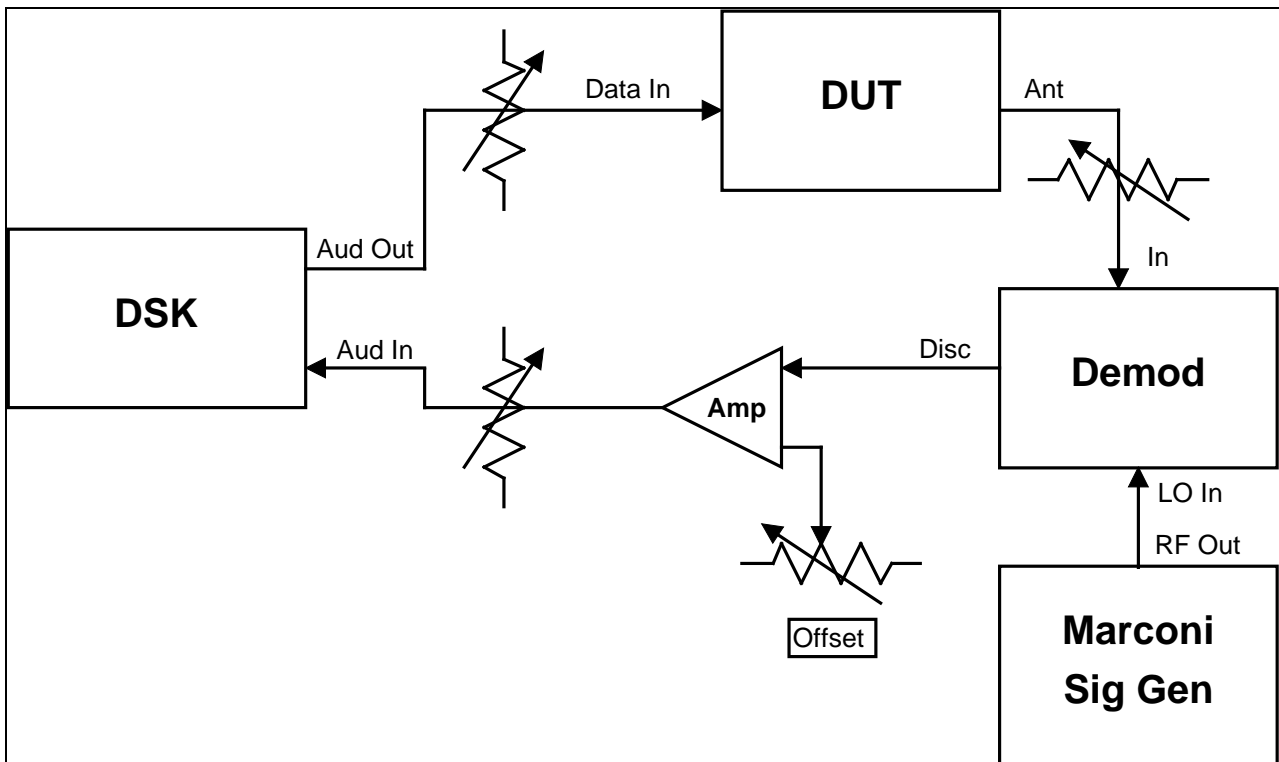 Data In
DUT
Ant
Aud Out
In
DSK
Aud In
Disc
Amp
Demod
LO In
RF Out
Offset
Marconi
Sig Gen